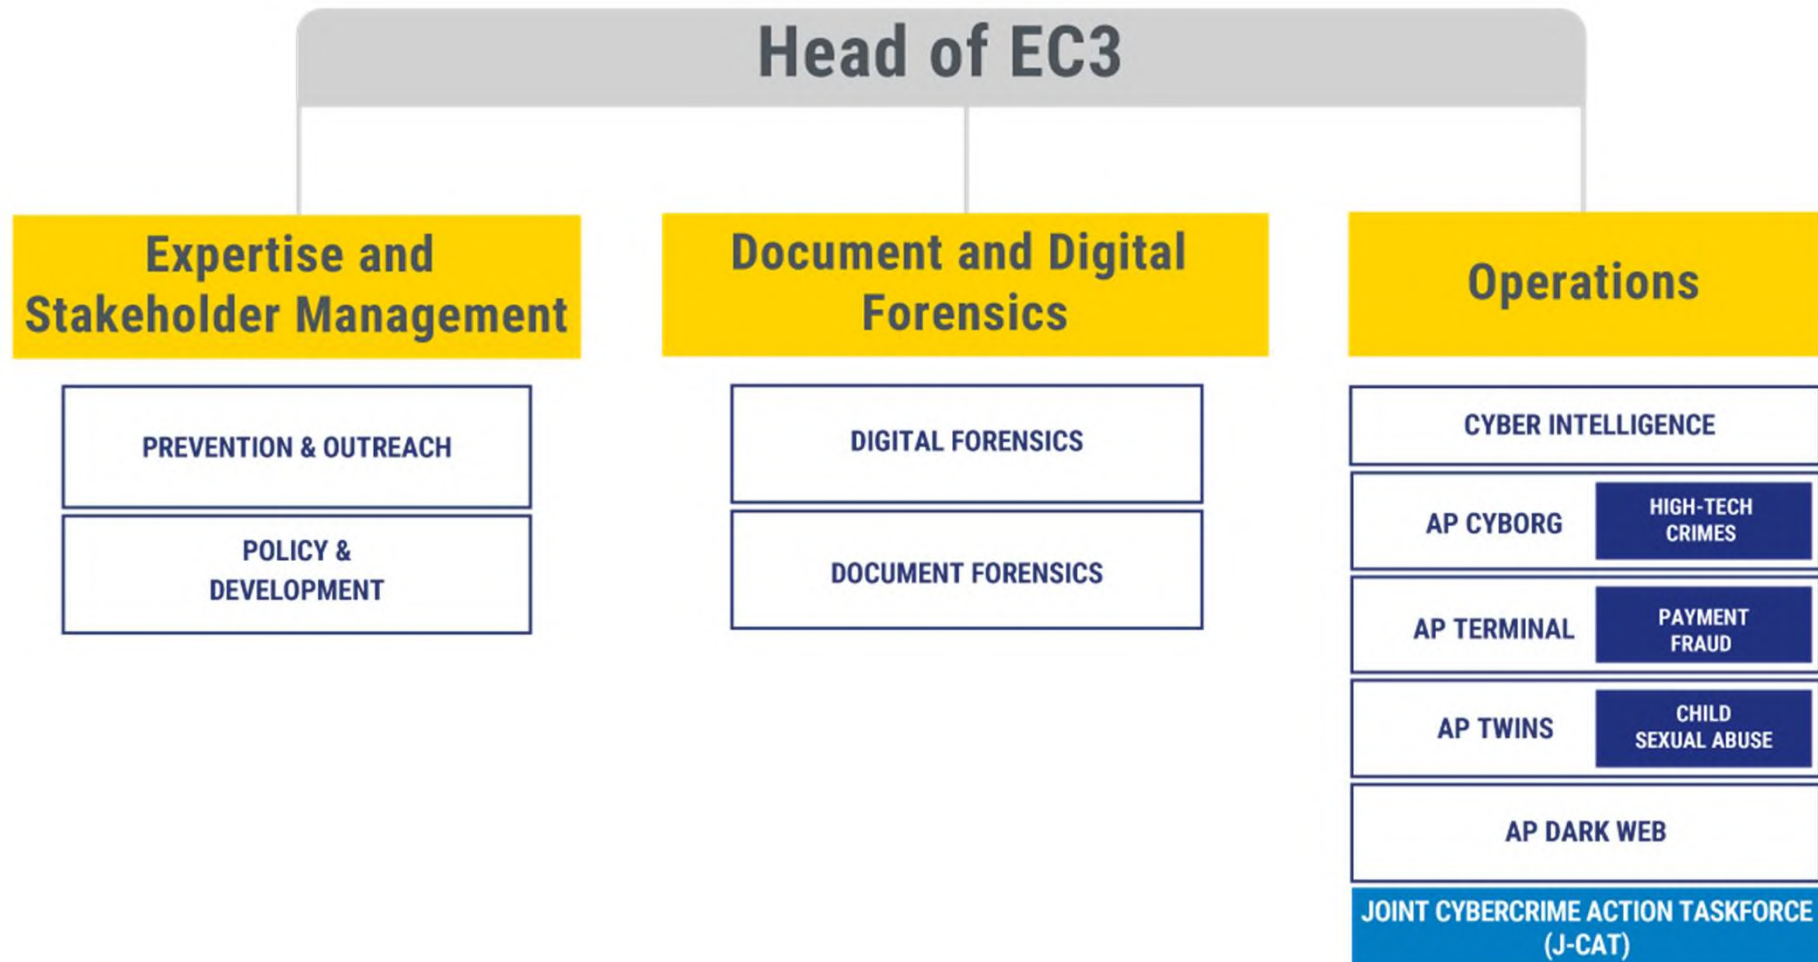 Head of EC3
Expertise and
Stakeholder Management
PREVENTION & OUTREACH
POLICY &
DEVELOPMENT
Document and Digital
Forensics
DIGITAL FORENSICS
DOCUMENT FORENSICS
Operations
CYBER INTELLIGENCE
AP CYBORG
HIGH-TECH
CRIMES
AP TERMINAL
PAYMENT
FRAUD
AP TWINS
CHILD
SEXUAL ABUSE
AP DARK WEB
JOINT CYBERCRIME ACTION TASKFORCE
(J-CAT)